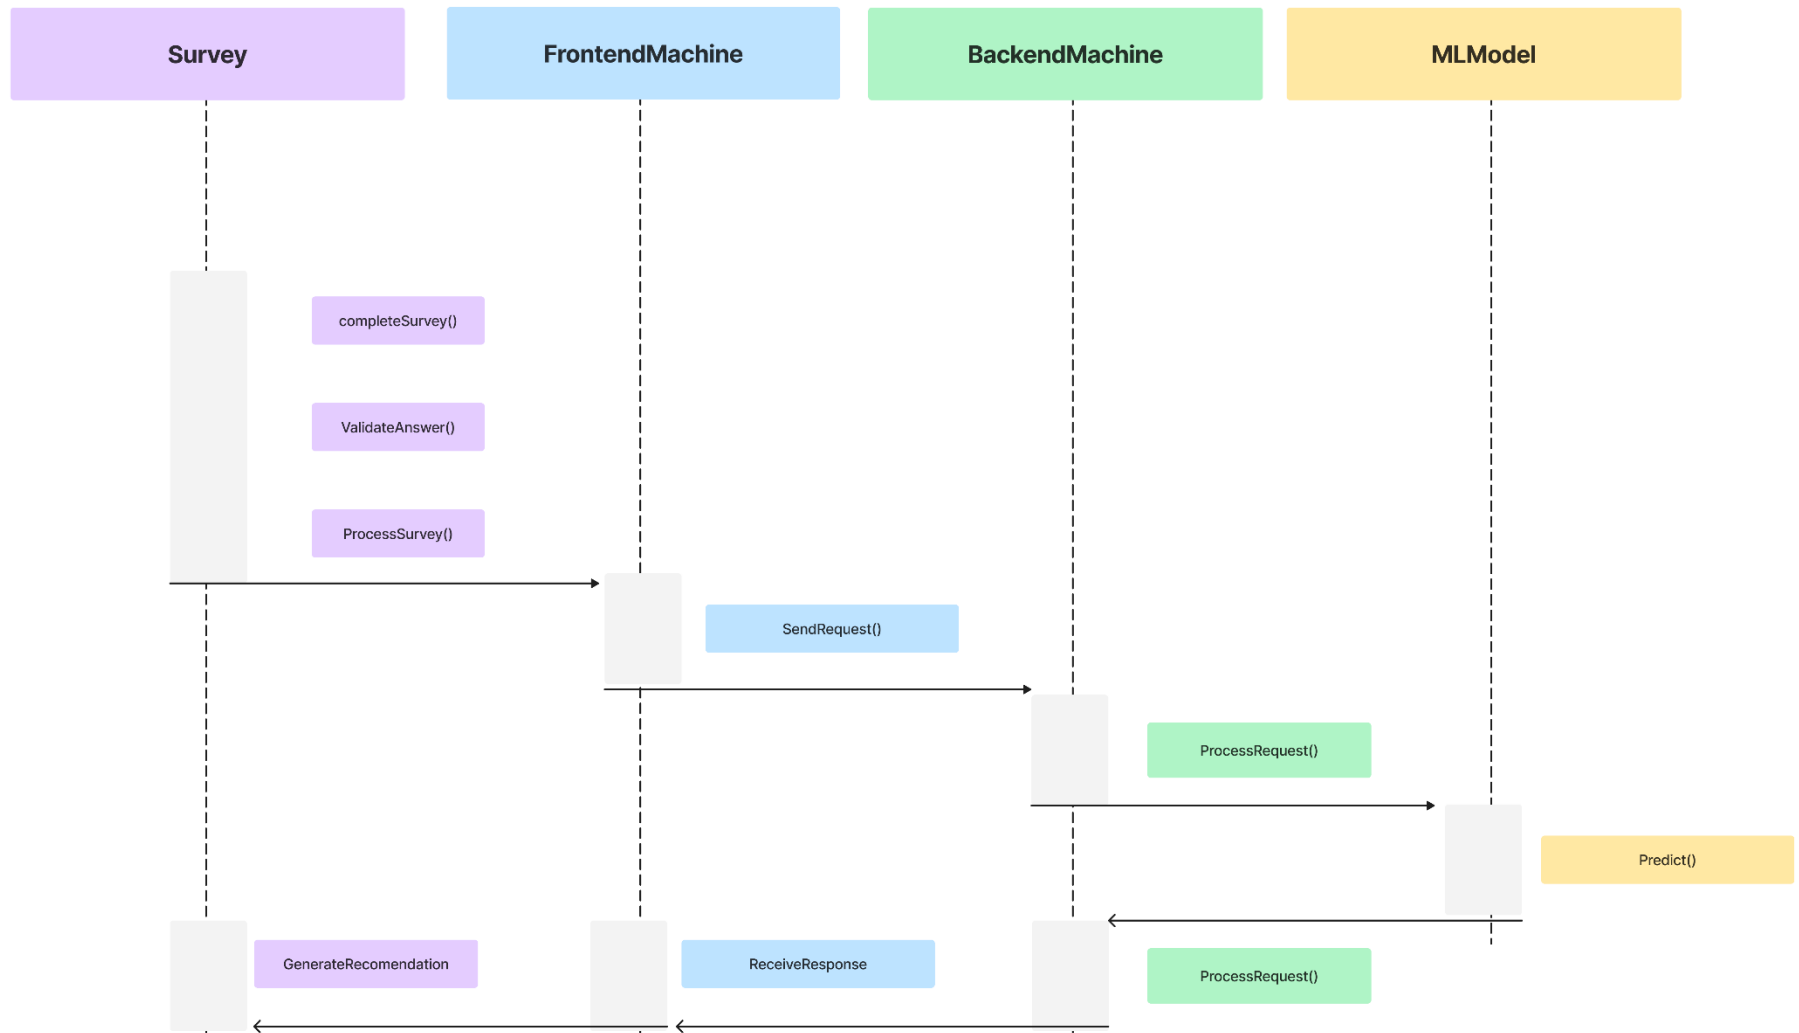 Survey
FrontendMachine
BackendMachine
MLModel
completeSurvey()
ValidateAnswer()
ProcessSurvey()
SendRequest()
ProcessRequest()
Predict()
GenerateRecomendation
ReceiveResponse
ProcessRequest()